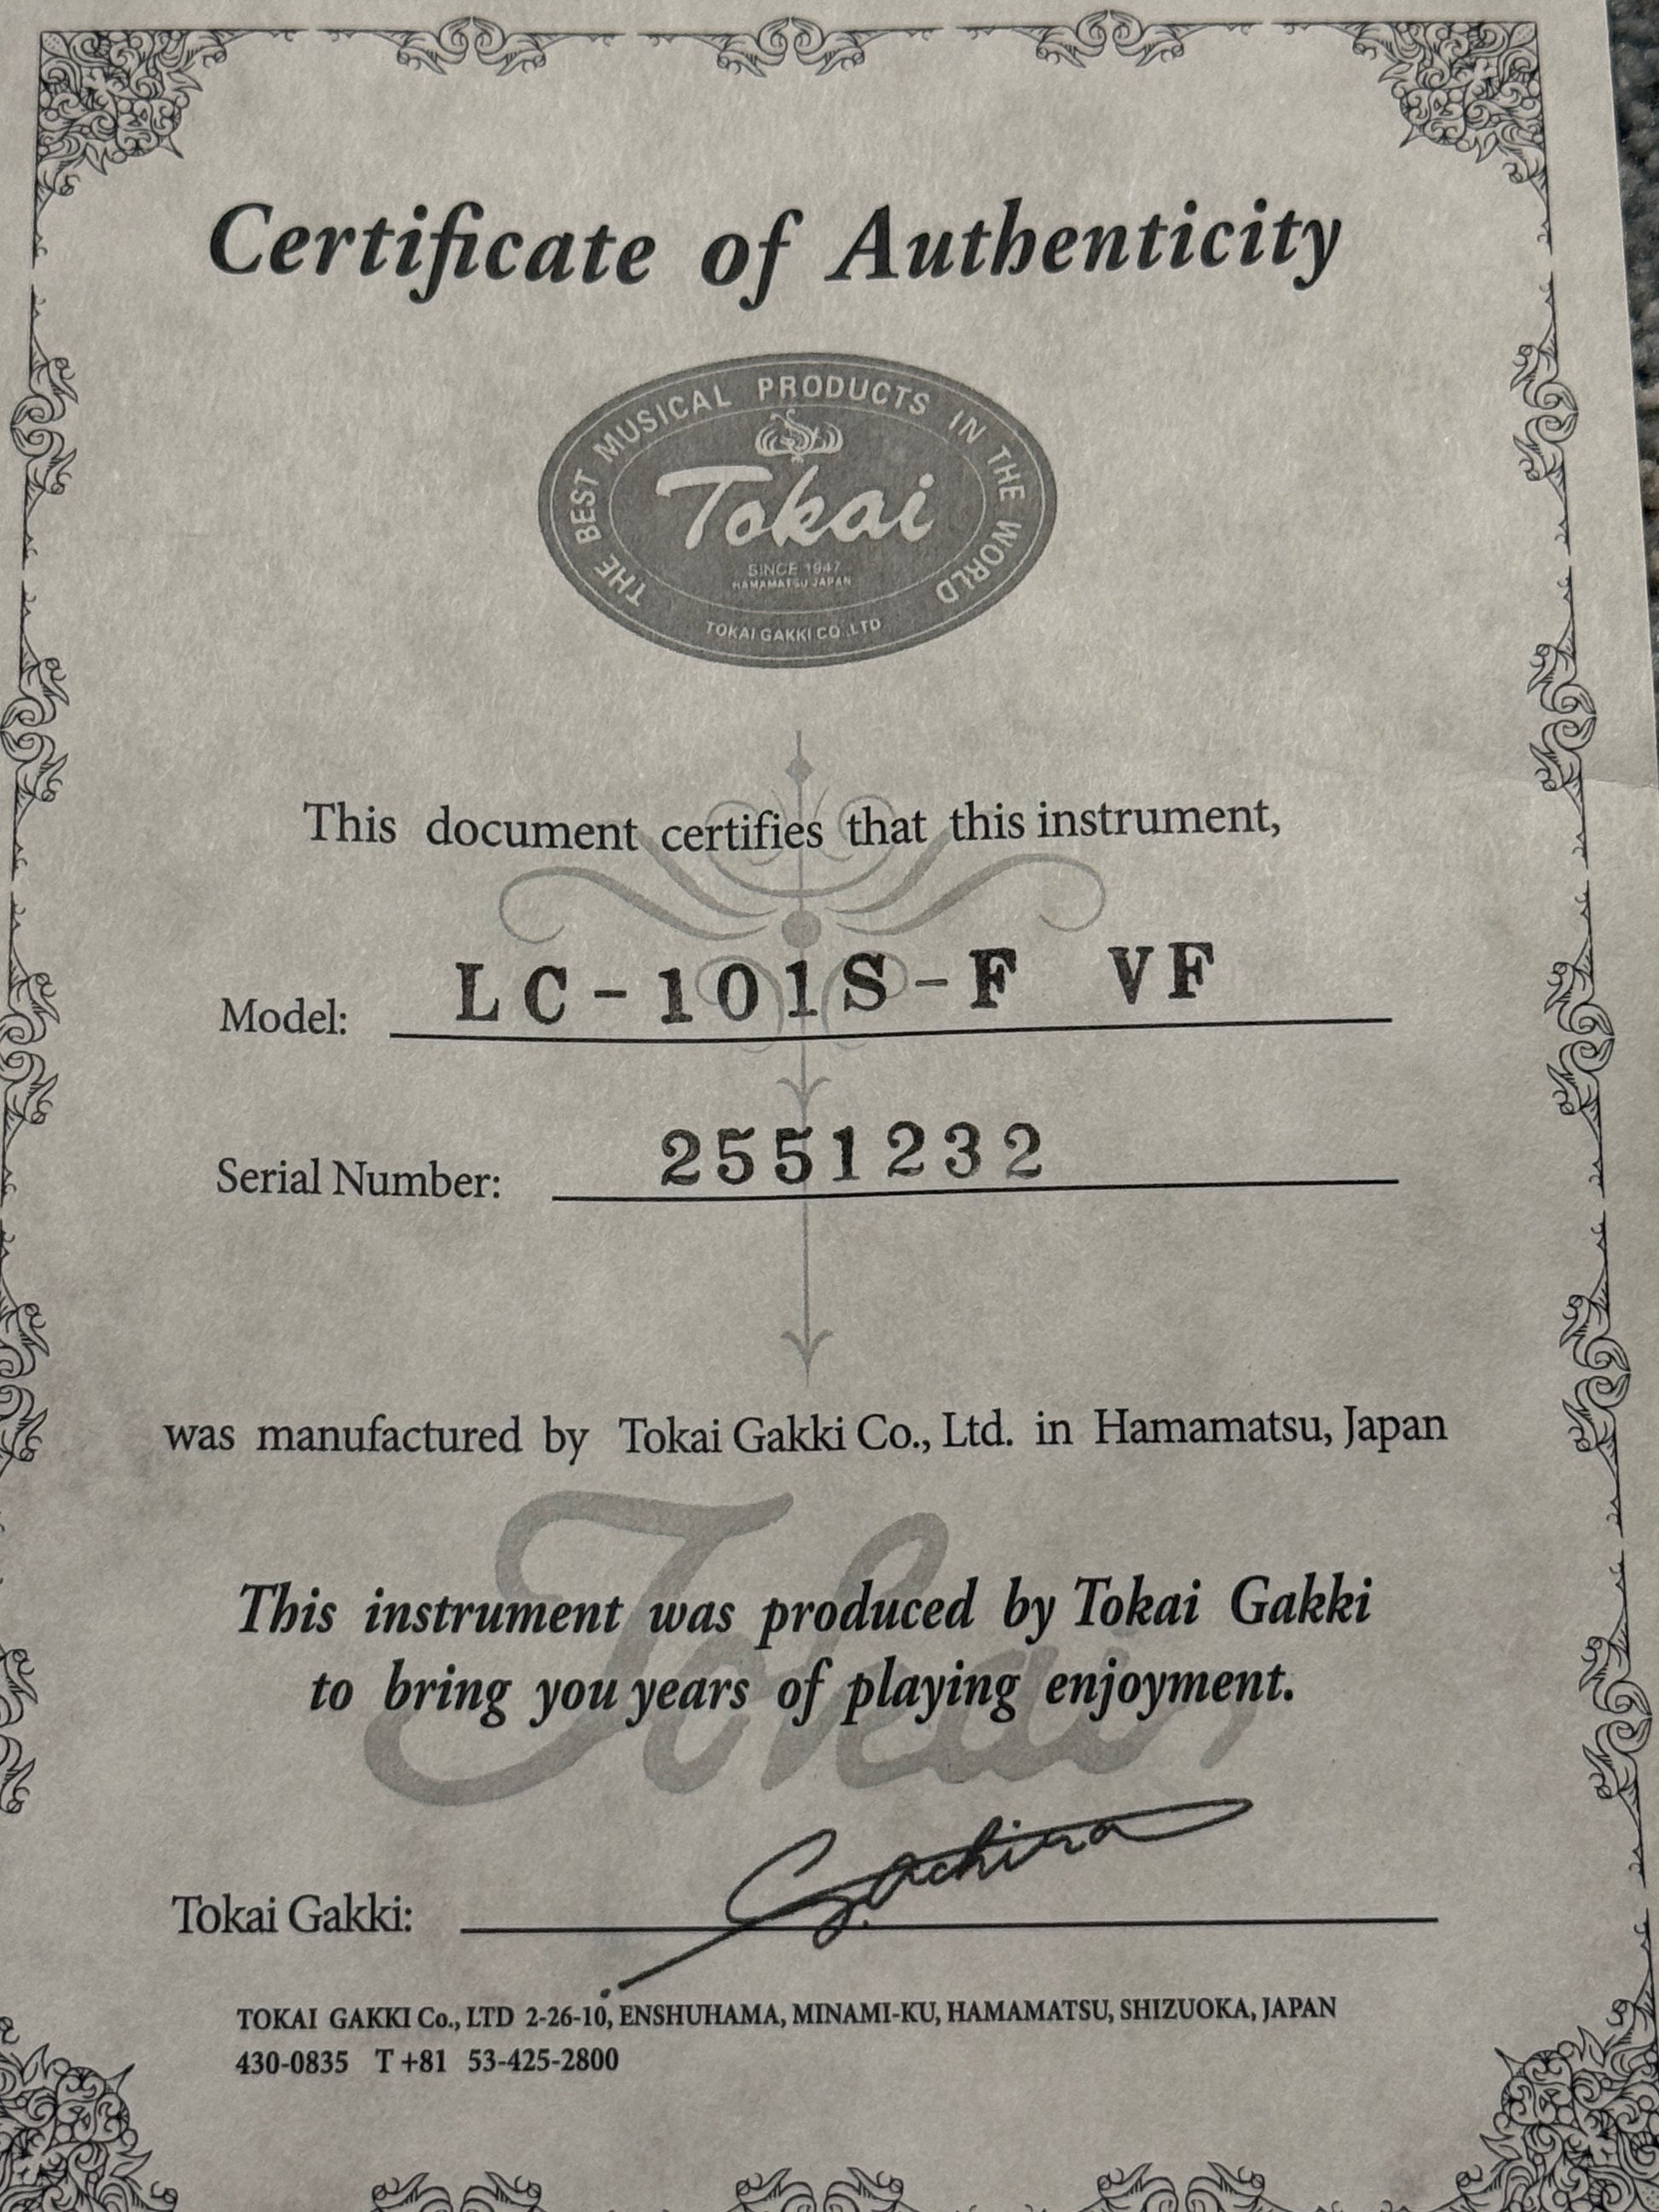 Certificate of Authenticity
THE BEST MUSICAL PRODUCTS IN THE WORLD
Tokai
SINCE 1947
HAMAMATSU JAPAN
TOKAI GAKKI CO.,LTD
This document certifies that this instrument,
Model: LC-101S-F VF
Serial Number: 2551232
was manufactured by Tokai Gakki Co., Ltd. in Hamamatsu, Japan
Tokai
This instrument was produced by Tokai Gakki
to bring you years of playing enjoyment.
Tokai Gakki:
TOKAI GAKKI Co., LTD 2-26-10, ENSHUHAMA, MINAMI-KU, HAMAMATSU, SHIZUOKA, JAPAN
430-0835 T +81 53-425-2800